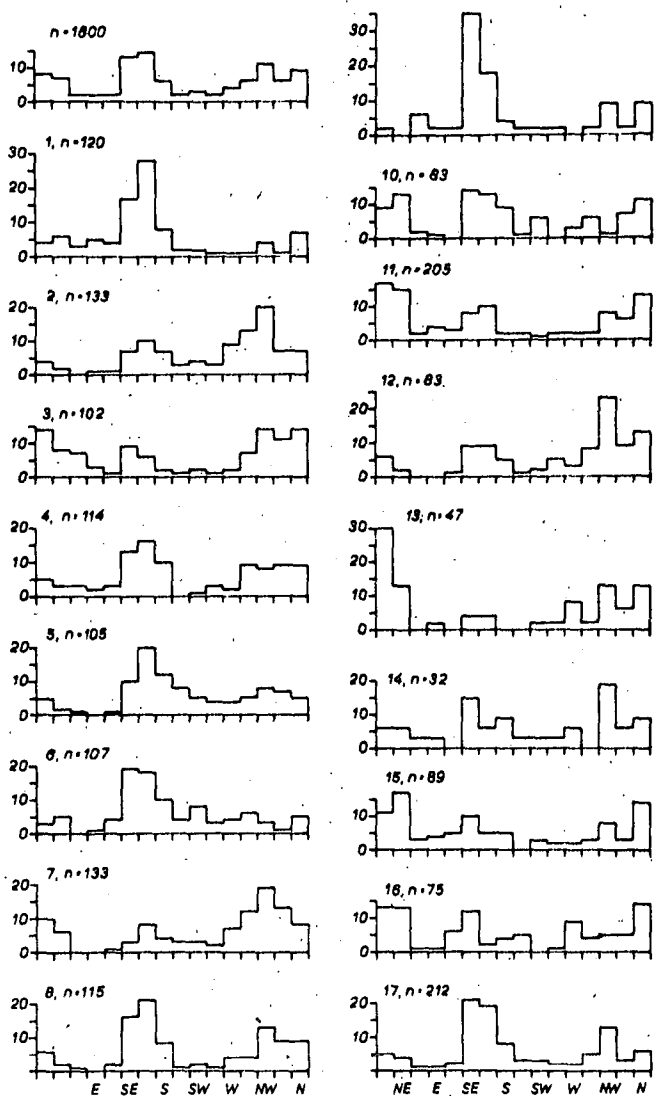 n=1800
10
0
1, n=120
30
20
10
0
2, n=133
20
10
0
3, n=102
10
0
4, n=114
20
10
0
5, n=105
20
10
0
6, n=107
20
10
0
7, n=133
20
10
0
8, n=115
20
10
0
E SE S SW W NW N
30
20
10
0
10, n=83
10
0
11, n=205
10
0
12, n=83
20
10
0
13, n=47
30
20
10
0
14, n=32
20
10
0
15, n=89
10
0
16, n=75
10
0
17, n=212
20
10
0
NE E SE S SW W NW N